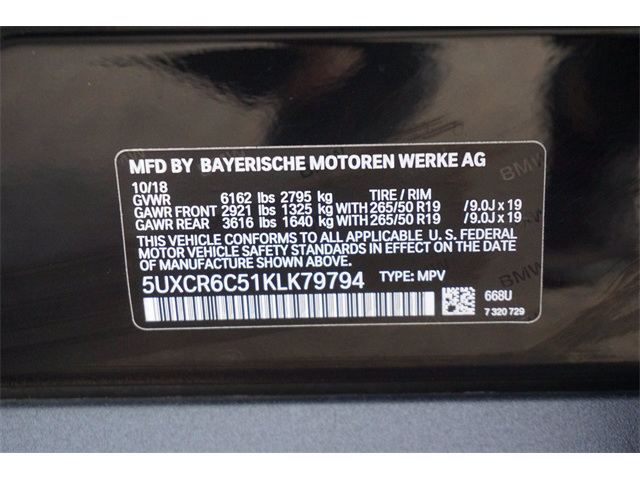 MFD BY BAYERISCHE MOTOREN WERKE AG
10/18
GVWR 6162 lbs 2795 kg TIRE / RIM
GAWR FRONT 2921 lbs 1325 kg WITH 265/50 R19 /9.0J x 19
GAWR REAR 3616 lbs 1640 kg WITH 265/50 R19 /9.0J x 19
THIS VEHICLE CONFORMS TO ALL APPLICABLE U.S. FEDERAL
MOTOR VEHICLE SAFETY STANDARDS IN EFFECT ON THE DATE
OF MANUFACTURE SHOWN ABOVE.
5UXCR6C51KLK79794 TYPE: MPV
668U
7 320 729
BMW
BMW